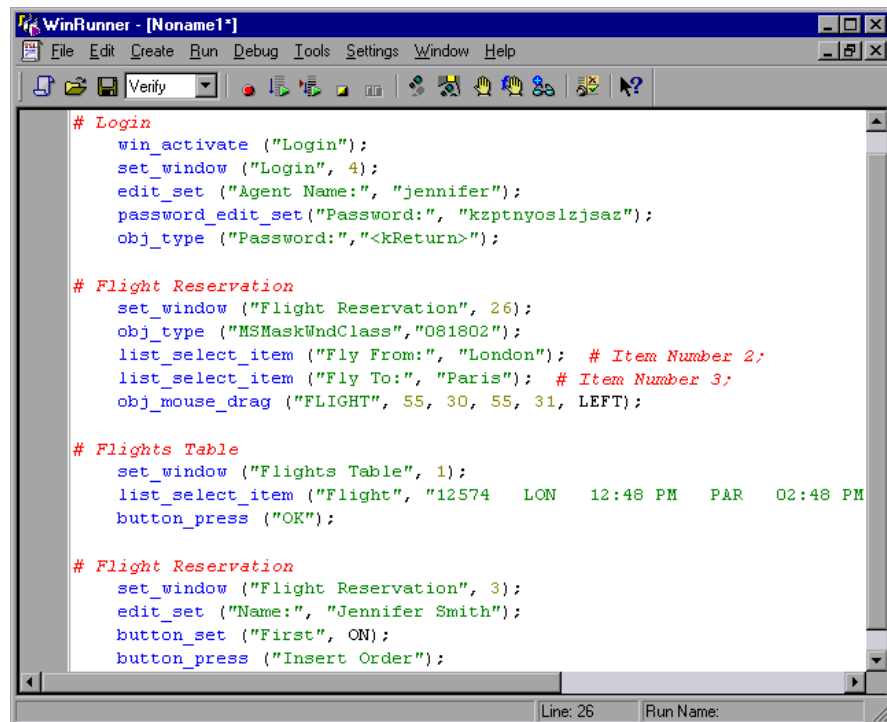 WinRunner - [Noname1*]
File Edit Create Run Debug Tools Settings Window Help
Verify
# Login
win_activate ("Login");
set_window ("Login", 4);
edit_set ("Agent Name:", "jennifer");
password_edit_set("Password:", "kzptnyoslzjsaz");
obj_type ("Password:","<kReturn>");
# Flight Reservation
set_window ("Flight Reservation", 26);
obj_type ("MSMaskWndClass","081802");
list_select_item ("Fly From:", "London"); # Item Number 2;
list_select_item ("Fly To:", "Paris"); # Item Number 3;
obj_mouse_drag ("FLIGHT", 55, 30, 55, 31, LEFT);
# Flights Table
set_window ("Flights Table", 1);
list_select_item ("Flight", "12574 LON 12:48 PM PAR 02:48 PM
button_press ("OK");
# Flight Reservation
set_window ("Flight Reservation", 3);
edit_set ("Name:", "Jennifer Smith");
button_set ("First", ON);
button_press ("Insert Order");
Line: 26 Run Name: